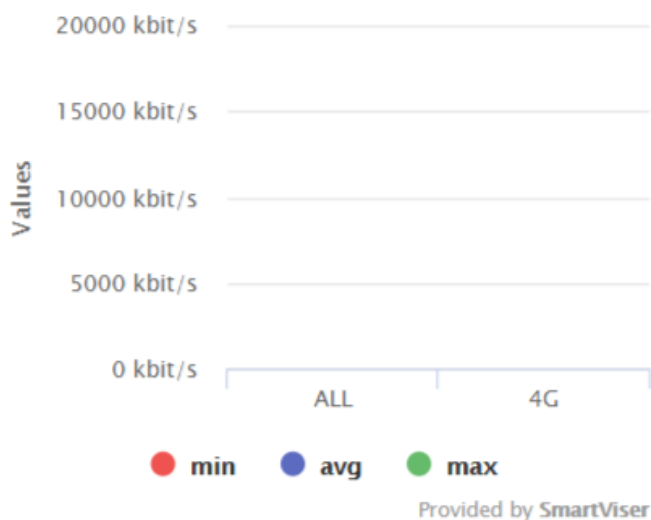 20000 kbit/s
15000 kbit/s
10000 kbit/s
5000 kbit/s
0 kbit/s
Values
ALL 4G
min avg max
Provided by SmartViser